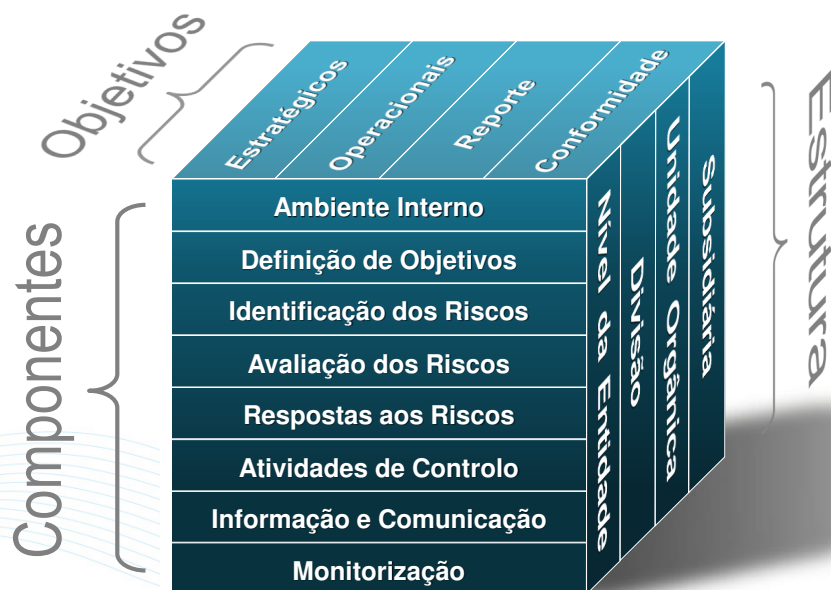 Objetivos
Estratégicos
Operacionais
Reporte
Conformidade
Componentes
Ambiente Interno
Definição de Objetivos
Identificação dos Riscos
Avaliação dos Riscos
Respostas aos Riscos
Atividades de Controlo
Informação e Comunicação
Monitorização
Nível da Entidade
Divisão
Unidade Orgânica
Subsidiária
Estrutura